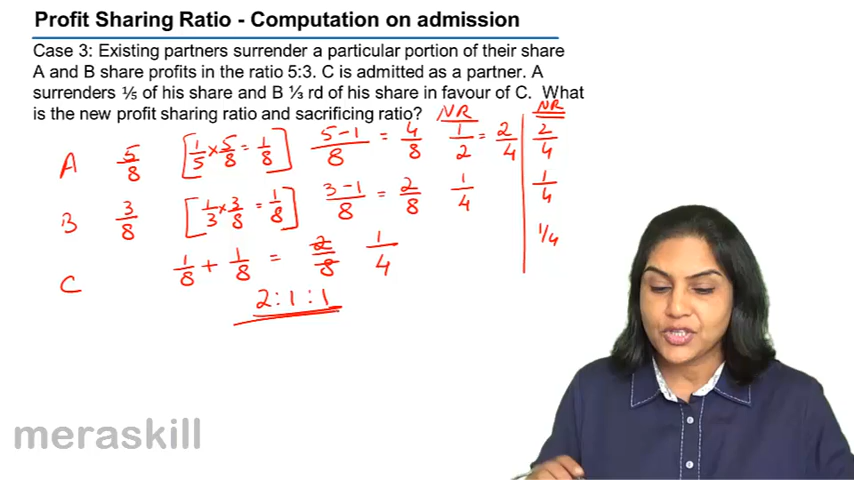 Profit Sharing Ratio - Computation on admission
Case 3: Existing partners surrender a particular portion of their share
A and B share profits in the ratio 5:3. C is admitted as a partner. A
surrenders ⅕ of his share and B ⅓ rd of his share in favour of C. What
is the new profit sharing ratio and sacrificing ratio?
NR NR
A 5/8 [1/5 × 5/8 = 1/8] 5-1/8 = 4/8 1/2 = 2/4 2/4
B 3/8 [1/3 × 3/8 = 1/8] 3-1/8 = 2/8 1/4 1/4
C 1/8 + 1/8 = 2/8 1/4 1/4
2:1:1
meraskill